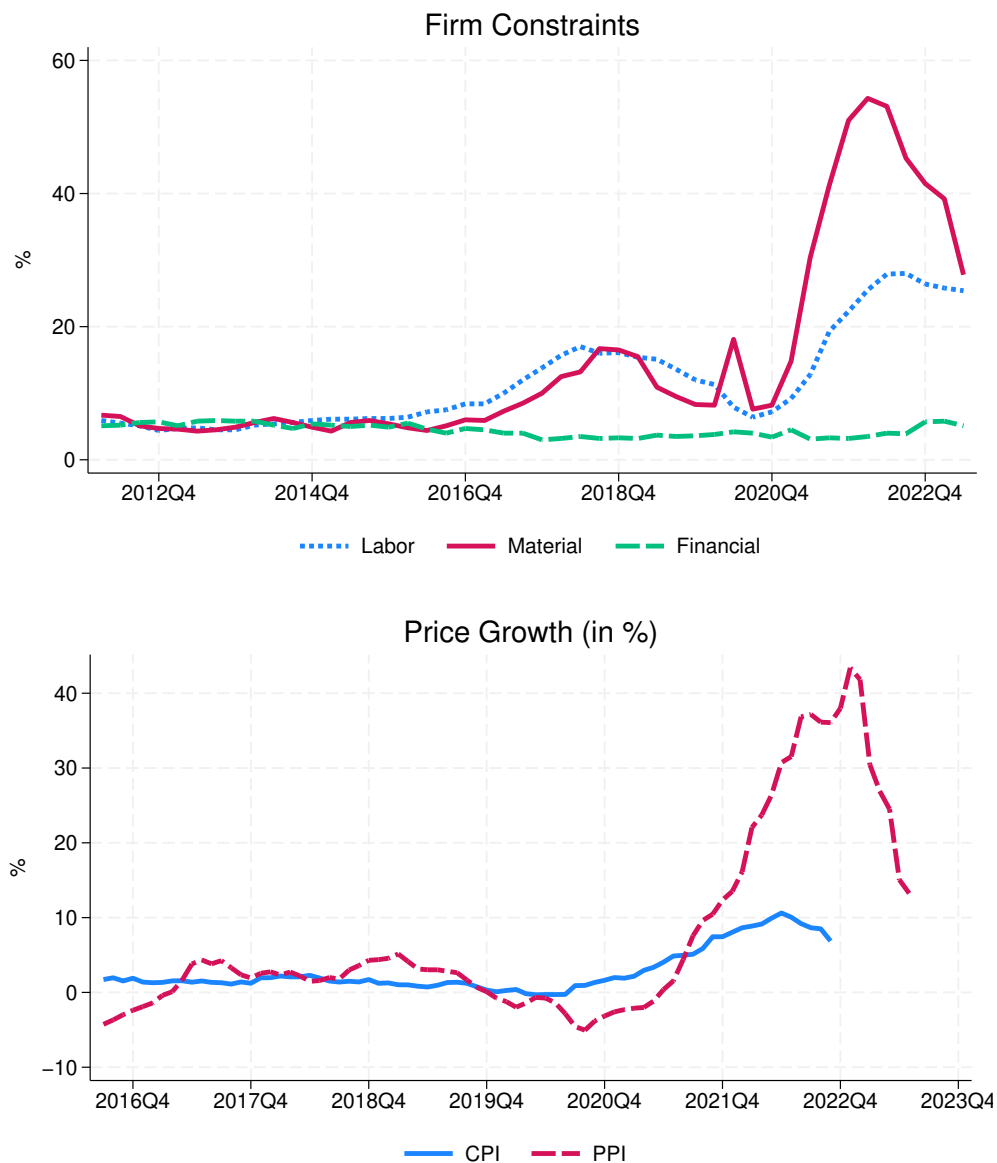 Firm Constraints
60
40
20
0
%
2012Q4 2014Q4 2016Q4 2018Q4 2020Q4 2022Q4
Labor Material Financial
Price Growth (in %)
40
30
20
10
0
−10
%
2016Q4 2017Q4 2018Q4 2019Q4 2020Q4 2021Q4 2022Q4 2023Q4
CPI PPI